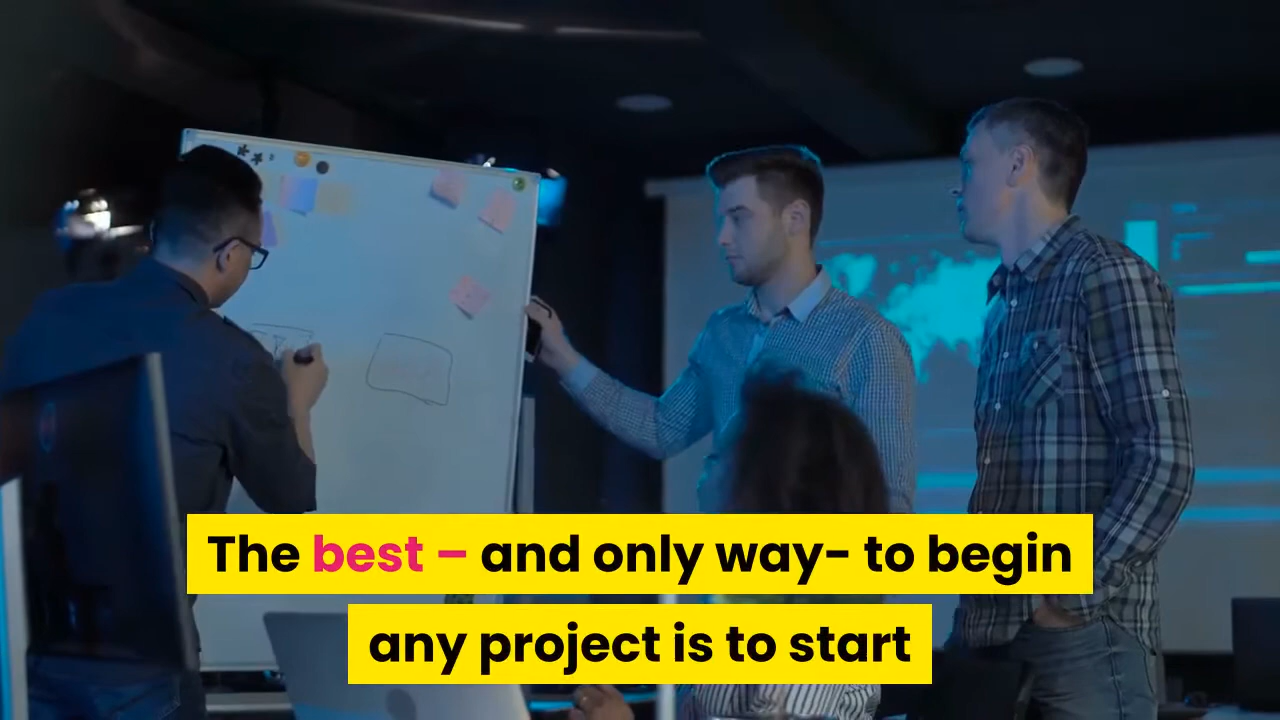 The best – and only way- to begin
any project is to start